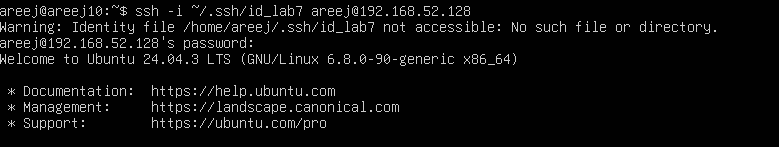 areej@areej10:~$ ssh -i ~/.ssh/id_lab7 areej@192.168.52.128
Warning: Identity file /home/areej/.ssh/id_lab7 not accessible: No such file or directory.
areej@192.168.52.128's password:
Welcome to Ubuntu 24.04.3 LTS (GNU/Linux 6.8.0-90-generic x86_64)
* Documentation:  https://help.ubuntu.com
* Management:     https://landscape.canonical.com
* Support:        https://ubuntu.com/pro